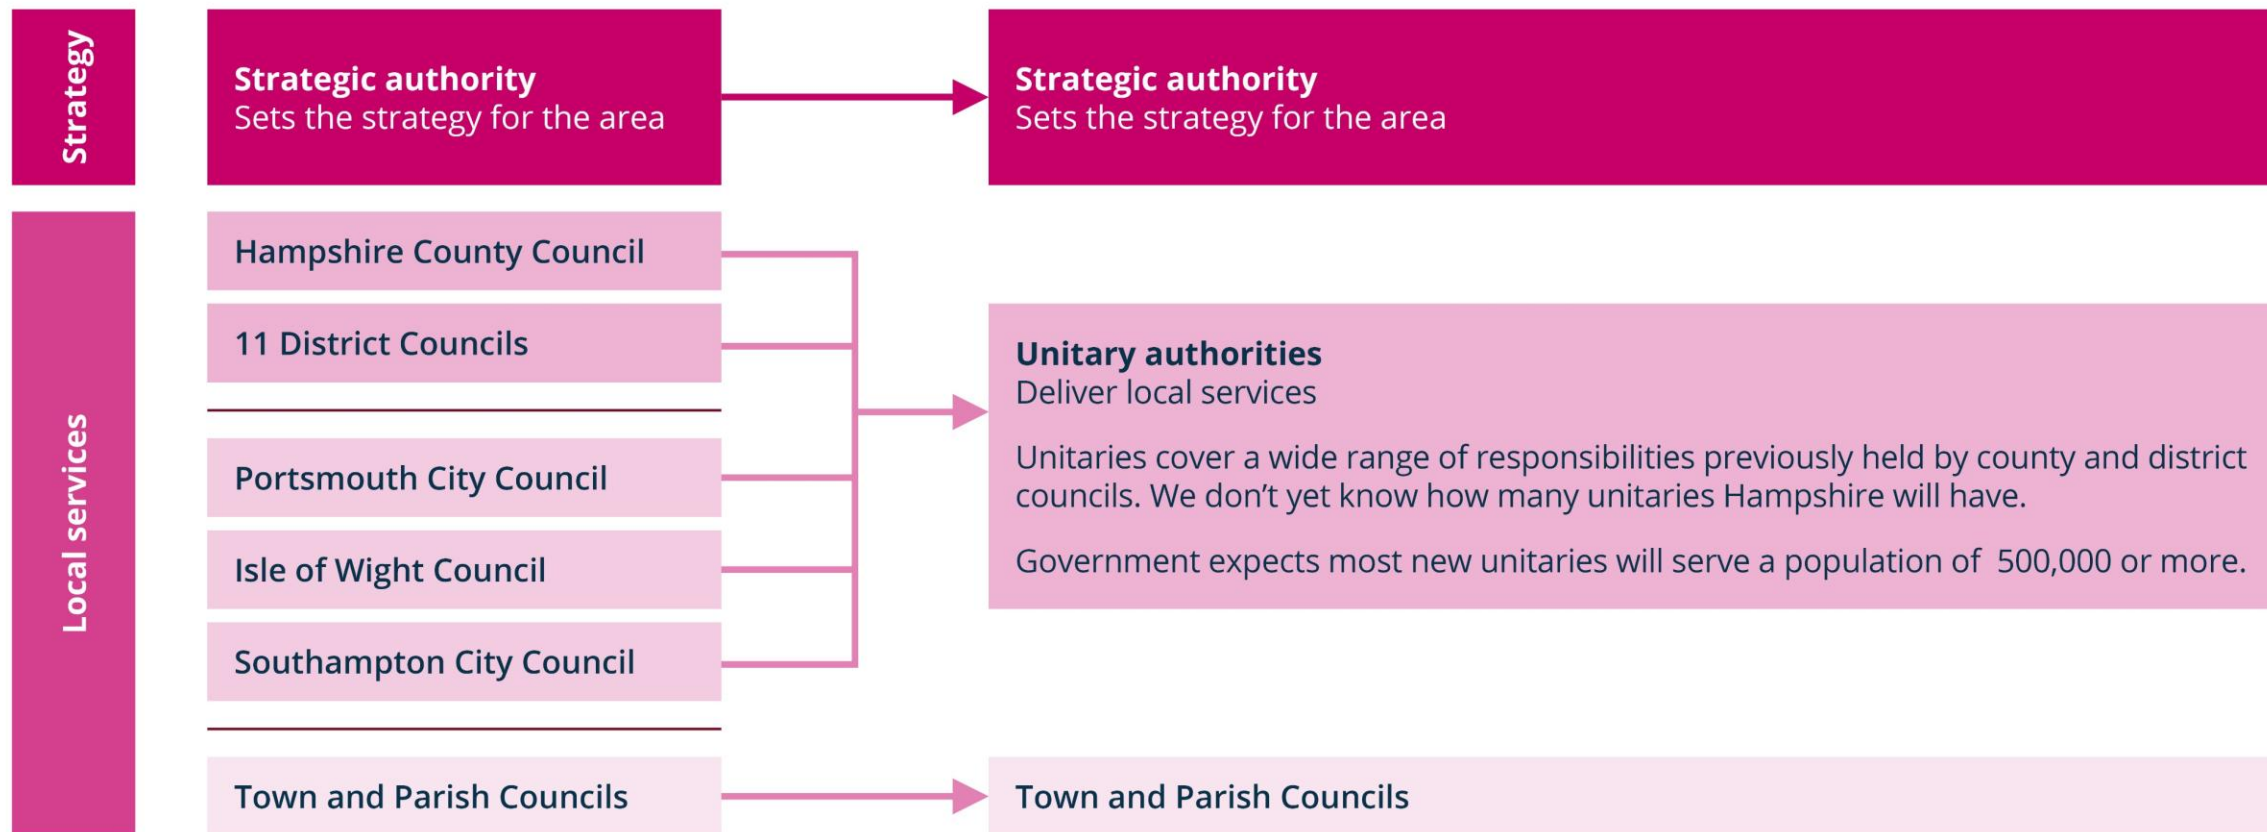 Strategy
Strategic authority
Sets the strategy for the area
Strategic authority
Sets the strategy for the area
Local services
Hampshire County Council
11 District Councils
Portsmouth City Council
Isle of Wight Council
Southampton City Council
Town and Parish Councils
Unitary authorities
Deliver local services
Unitaries cover a wide range of responsibilities previously held by county and district
councils. We don’t yet know how many unitaries Hampshire will have.
Government expects most new unitaries will serve a population of  500,000 or more.
Town and Parish Councils